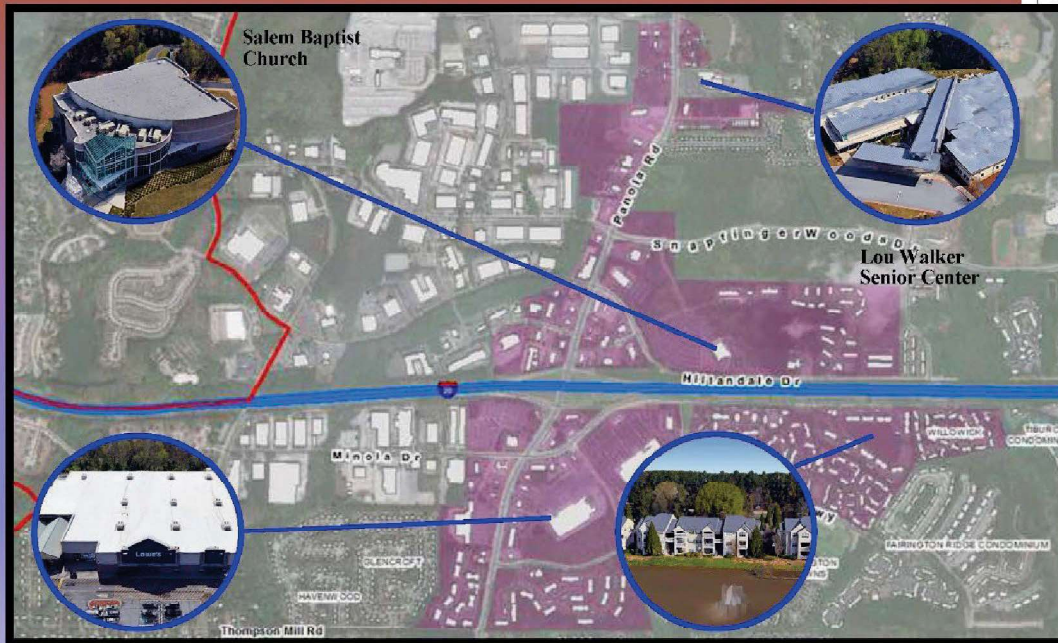 Salem Baptist
Church
Panola Rd
Snapfinger Woods Dr
Lou Walker
Senior Center
Hillandale Dr
20
WILLOWICK
Minola Dr
Lowe's
GLENCROFT
FAIRINGTON RIDGE CONDOMINIUM
HAVENWOOD
Thompson Mill Rd